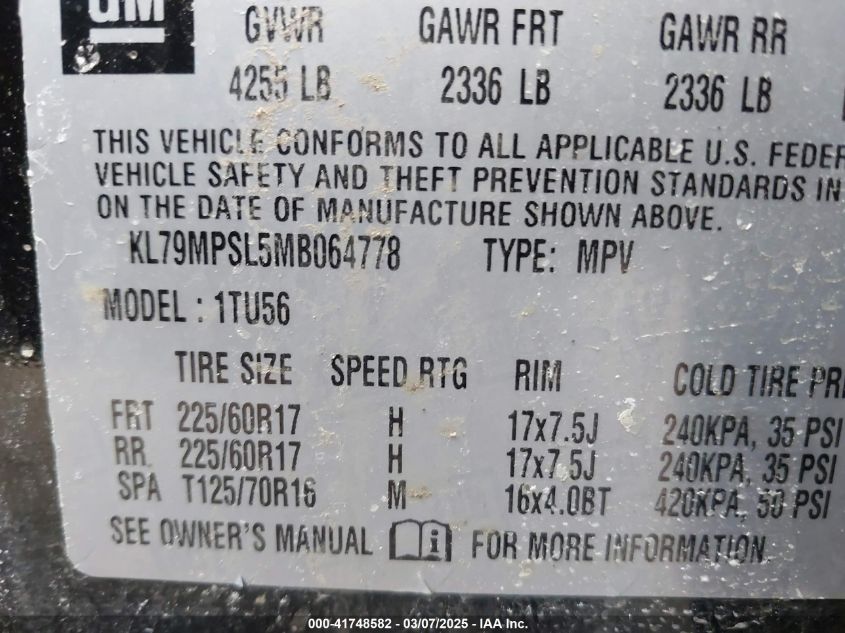 GM
GVWR GAWR FRT GAWR RR
4255 LB 2336 LB 2336 LB
THIS VEHICLE CONFORMS TO ALL APPLICABLE U.S. FEDER
VEHICLE SAFETY AND THEFT PREVENTION STANDARDS IN
ON THE DATE OF MANUFACTURE SHOWN ABOVE.
KL79MPSL5MB064778 TYPE: MPV
MODEL : 1TU56
TIRE SIZE SPEED RTG RIM COLD TIRE PRE
FRT 225/60R17 H 17x7.5J 240KPA, 35 PSI
RR 225/60R17 H 17x7.5J 240KPA, 35 PSI
SPA T125/70R16 M 16x4.0BT 420KPA, 50 PSI
SEE OWNER'S MANUAL i FOR MORE INFORMATION.
000-41748582 - 03/07/2025 - IAA Inc.